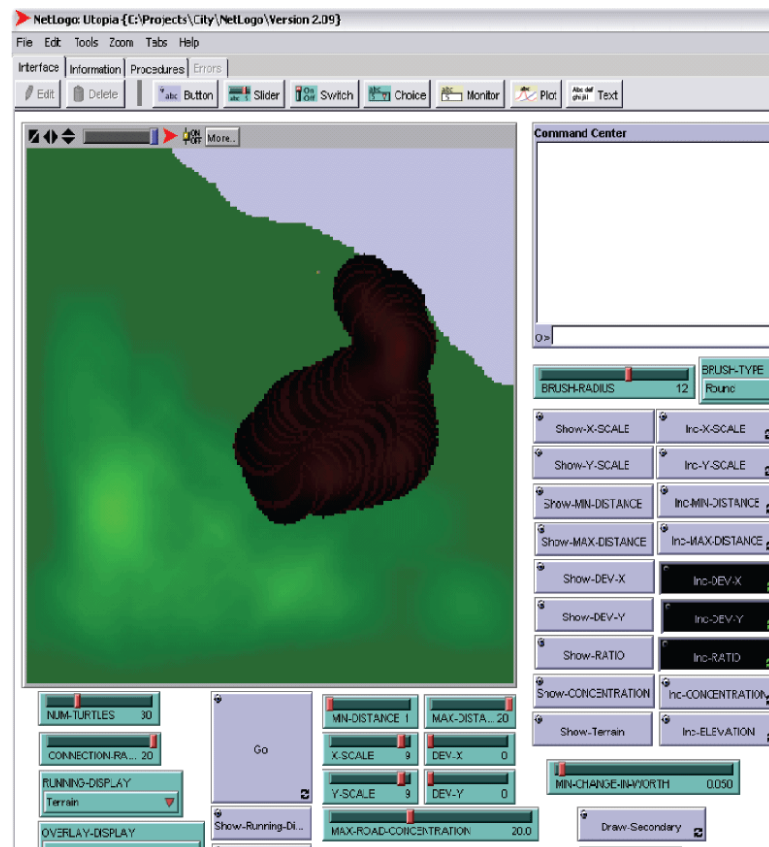 NetLogo: Utopia {C:\Projects\City\NetLogo\Version 2.09}
File Edit Tools Zoom Tabs Help
Interface Information Procedures Errors
Edit Delete Button Slider Switch Choice Monitor Plot Text
ON
OFF
More..
Command Center
O>
BRUSH-RADIUS 12
BRUSH-TYPE
Round
Show-X-SCALE Inc-X-SCALE
Show-Y-SCALE Inc-Y-SCALE
Show-MIN-DISTANCE Inc-MIN-DISTANCE
Show-MAX-DISTANCE Inc-MAX-DISTANCE
Show-DEV-X Inc-DEV-X
Show-DEV-Y Inc-DEV-Y
Show-RATIO Inc-RATIO
Show-CONCENTRATION Inc-CONCENTRATION
Show-Terrain Inc-ELEVATION
NUM-TURTLES 30
CONNECTION-RA... 20
RUNNING-DISPLAY
Terrain
OVERLAY-DISPLAY
Go
Show-Running-Di...
MIN-DISTANCE 1 MAX-DISTA... 20
X-SCALE 9 DEV-X 0
Y-SCALE 9 DEV-Y 0
MAX-ROAD-CONCENTRATION 20.0
MIN-CHANGE-IN-WORTH 0.050
Draw-Secondary